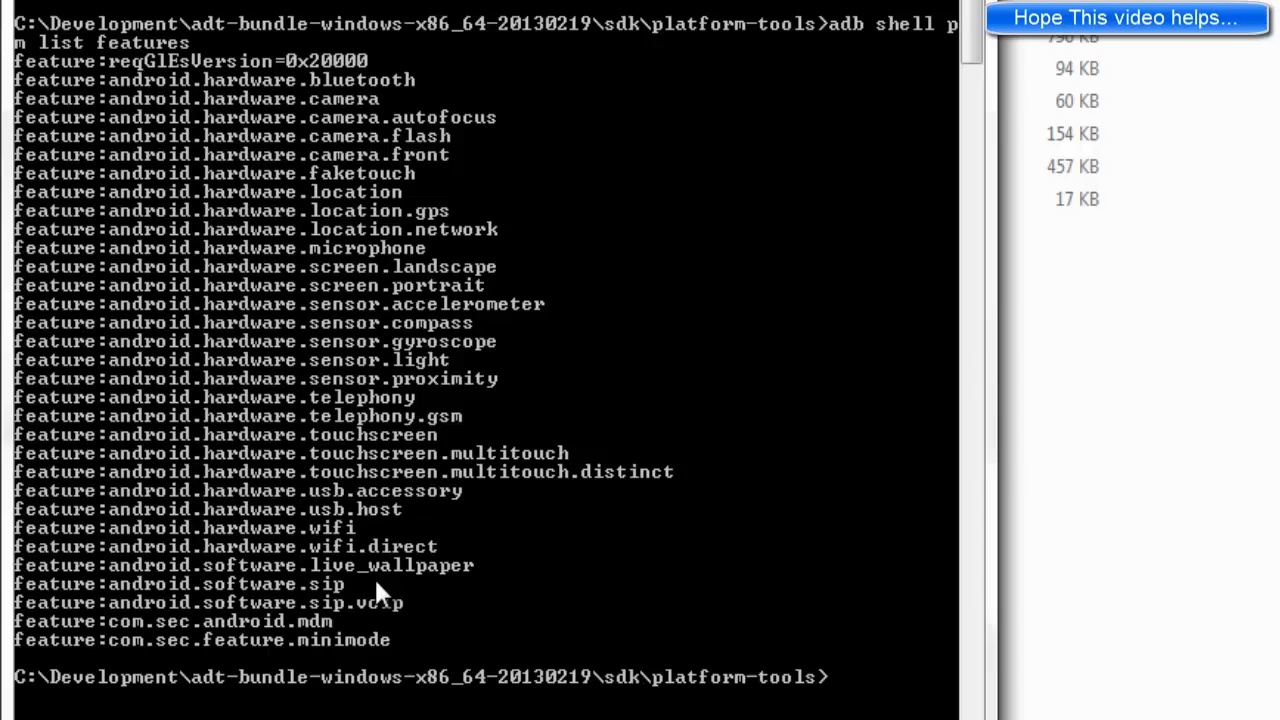 C:\Development\adt-bundle-windows-x86_64-20130219\sdk\platform-tools>adb shell p
m list features
feature:reqGlEsVersion=0x20000
feature:android.hardware.bluetooth
feature:android.hardware.camera
feature:android.hardware.camera.autofocus
feature:android.hardware.camera.flash
feature:android.hardware.camera.front
feature:android.hardware.faketouch
feature:android.hardware.location
feature:android.hardware.location.gps
feature:android.hardware.location.network
feature:android.hardware.microphone
feature:android.hardware.screen.landscape
feature:android.hardware.screen.portrait
feature:android.hardware.sensor.accelerometer
feature:android.hardware.sensor.compass
feature:android.hardware.sensor.gyroscope
feature:android.hardware.sensor.light
feature:android.hardware.sensor.proximity
feature:android.hardware.telephony
feature:android.hardware.telephony.gsm
feature:android.hardware.touchscreen
feature:android.hardware.touchscreen.multitouch
feature:android.hardware.touchscreen.multitouch.distinct
feature:android.hardware.usb.accessory
feature:android.hardware.usb.host
feature:android.hardware.wifi
feature:android.hardware.wifi.direct
feature:android.software.live_wallpaper
feature:android.software.sip
feature:android.software.sip.voip
feature:com.sec.android.mdm
feature:com.sec.feature.minimode
C:\Development\adt-bundle-windows-x86_64-20130219\sdk\platform-tools>
Hope This video helps...
KB
94 KB
60 KB
154 KB
457 KB
17 KB